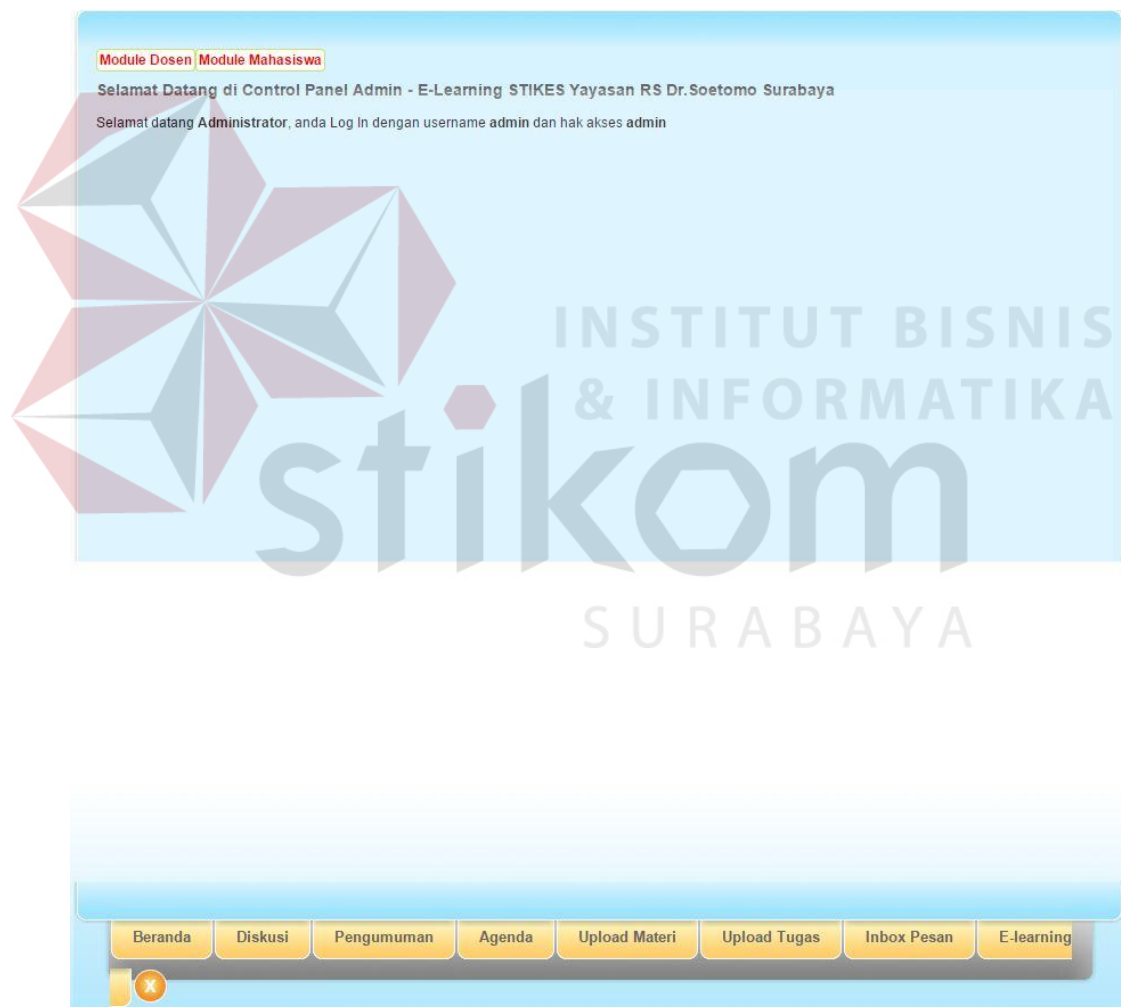 Module Dosen Module Mahasiswa
Selamat Datang di Control Panel Admin - E-Learning STIKES Yayasan RS Dr.Soetomo Surabaya
Selamat datang Administrator, anda Log In dengan username admin dan hak akses admin
INSTITUT BISNIS
& INFORMATIKA
stikom
SURABAYA
Beranda Diskusi Pengumuman Agenda Upload Materi Upload Tugas Inbox Pesan E-learning
X